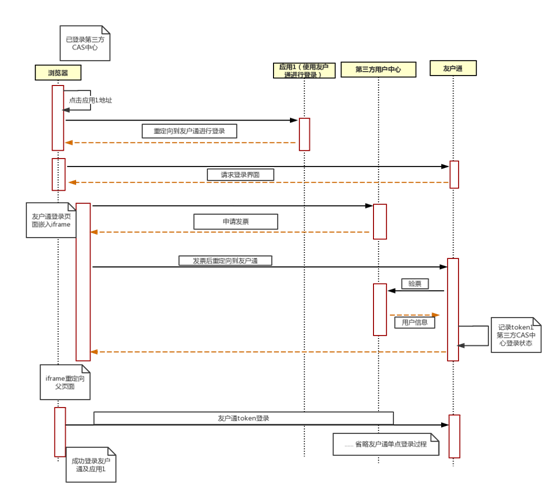 已登录第三方
CAS中心
浏览器
应用1（使用友户
通进行登录）
第三方用户中心
友户通
点击应用1地址
重定向到友户通进行登录
请求登录界面
友户通登录页
面嵌入iframe
申请发票
发票后重定向到友户通
验票
用户信息
记录token1,
第三方CAS中
心登录状态
iframe重定向
父页面
友户通token登录
...... 省略友户通单点登录过程
成功登录友户
通及应用1